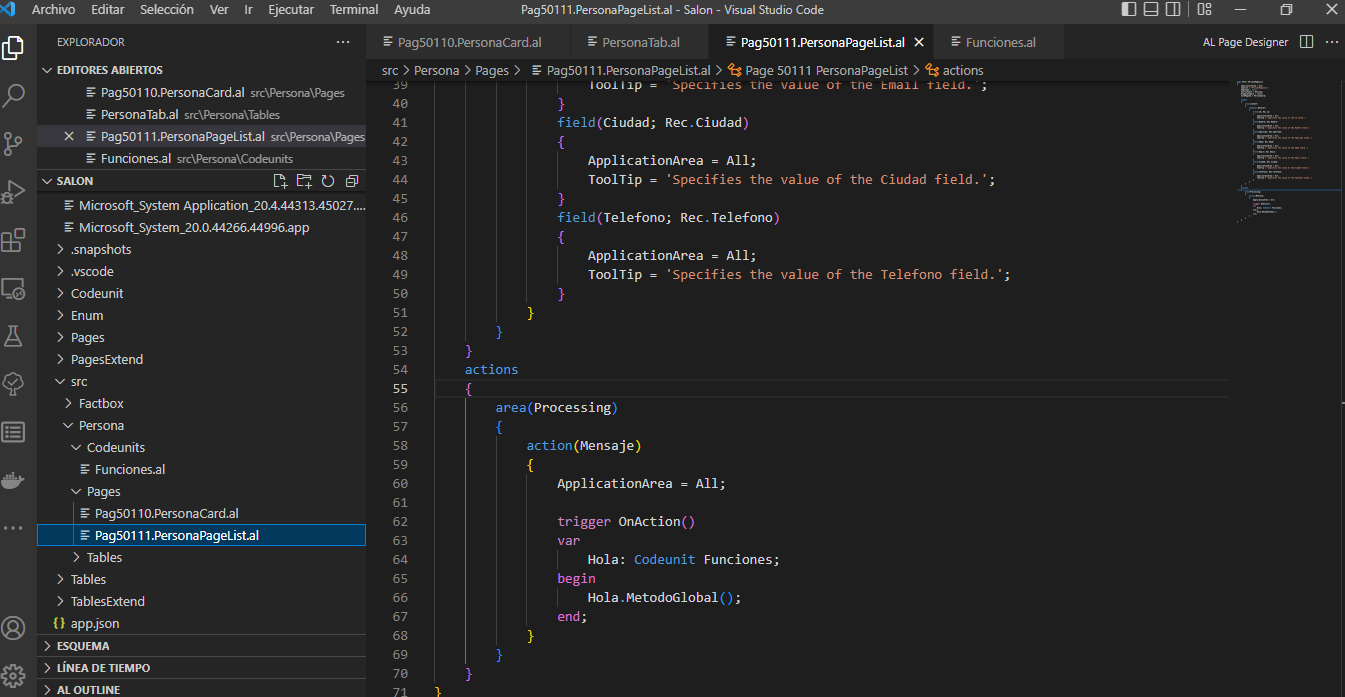 Archivo Editar Selección Ver Ir Ejecutar Terminal Ayuda Pag50111.PersonaPageList.al - Salon - Visual Studio Code
EXPLORADOR ···
EDITORES ABIERTOS
Pag50110.PersonaCard.al src\Persona\Pages
PersonaTab.al src\Persona\Tables
Pag50111.PersonaPageList.al src\Persona\Pages
Funciones.al src\Persona\Codeunits
SALON
Microsoft_System Application_20.4.44313.45027....
Microsoft_System_20.0.44266.44996.app
.snapshots
.vscode
Codeunit
Enum
Pages
PagesExtend
src
Factbox
Persona
Codeunits
Funciones.al
Pages
Pag50110.PersonaCard.al
Pag50111.PersonaPageList.al
Tables
Tables
TablesExtend
{} app.json
ESQUEMA
LÍNEA DE TIEMPO
AL OUTLINE
Pag50110.PersonaCard.al PersonaTab.al Pag50111.PersonaPageList.al Funciones.al AL Page Designer ···
src > Persona > Pages > Pag50111.PersonaPageList.al > Page 50111 PersonaPageList > actions
39 ToolTip = 'Specifies the value of the Email field.';
40 }
41 field(Ciudad; Rec.Ciudad)
42 {
43 ApplicationArea = All;
44 ToolTip = 'Specifies the value of the Ciudad field.';
45 }
46 field(Telefono; Rec.Telefono)
47 {
48 ApplicationArea = All;
49 ToolTip = 'Specifies the value of the Telefono field.';
50 }
51 }
52 }
53 }
54 actions
55 {
56 area(Processing)
57 {
58 action(Mensaje)
59 {
60 ApplicationArea = All;
61
62 trigger OnAction()
63 var
64 Hola: Codeunit Funciones;
65 begin
66 Hola.MetodoGlobal();
67 end;
68 }
69 }
70 }
71 }